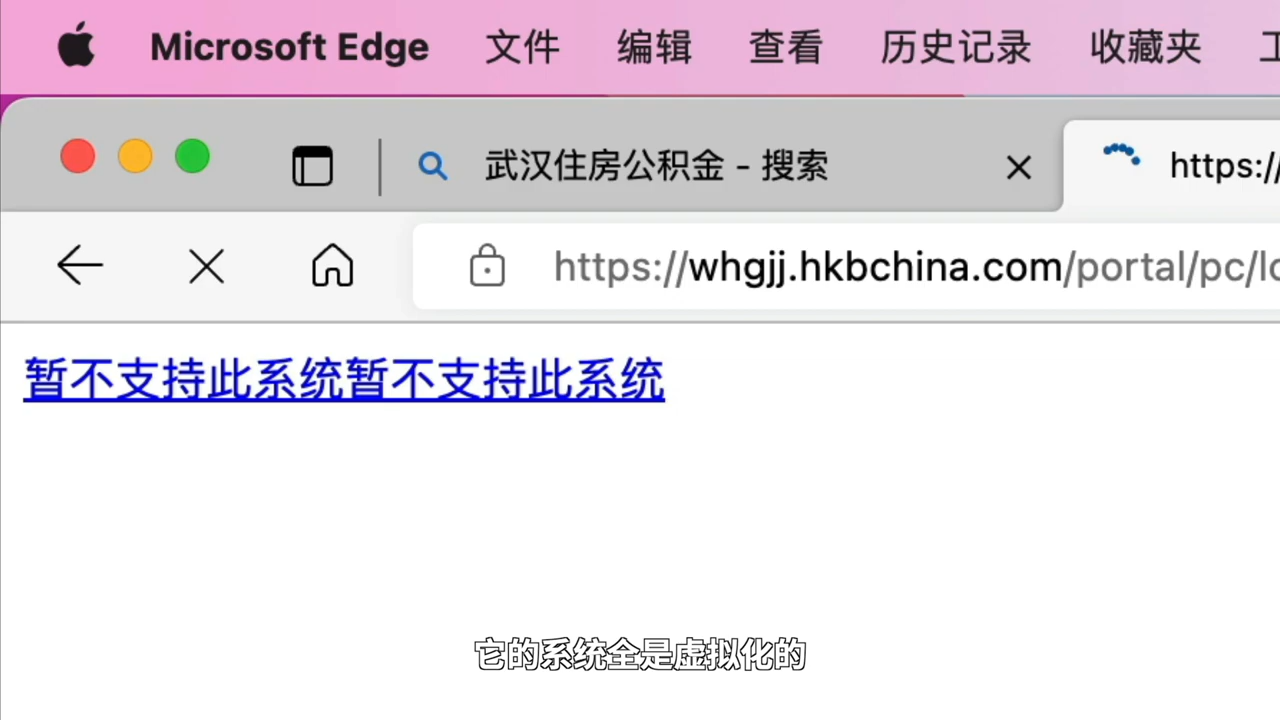 Microsoft Edge 文件 编辑 查看 历史记录 收藏夹
武汉住房公积金 - 搜索 https://
https://whgjj.hkbchina.com/portal/pc/lo
暂不支持此系统暂不支持此系统
它的系统全是虚拟化的